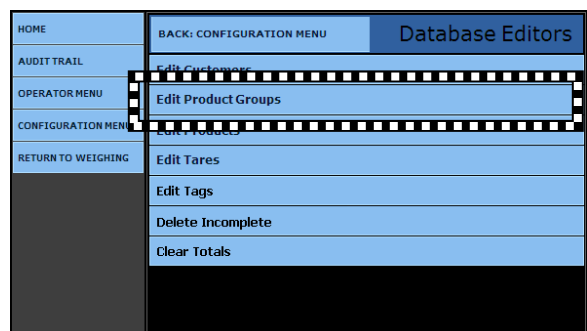 HOME
AUDIT TRAIL
OPERATOR MENU
CONFIGURATION MENU
RETURN TO WEIGHING
BACK: CONFIGURATION MENU
Database Editors
Edit Customers
Edit Product Groups
Edit Products
Edit Tares
Edit Tags
Delete Incomplete
Clear Totals